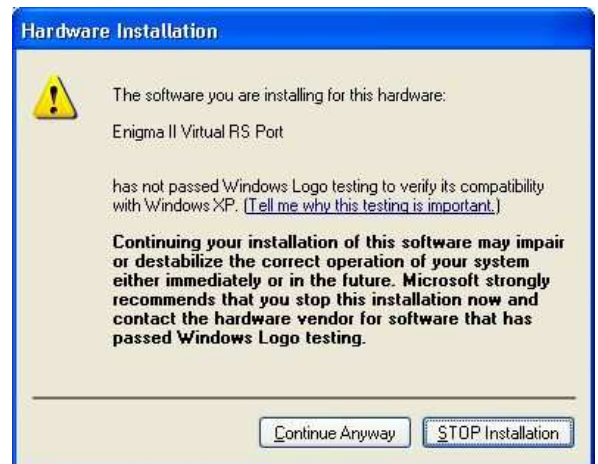 Hardware Installation
The software you are installing for this hardware:
Enigma II Virtual RS Port
has not passed Windows Logo testing to verify its compatibility
with Windows XP. (Tell me why this testing is important.)
Continuing your installation of this software may impair
or destabilize the correct operation of your system
either immediately or in the future. Microsoft strongly
recommends that you stop this installation now and
contact the hardware vendor for software that has
passed Windows Logo testing.
Continue Anyway
STOP Installation